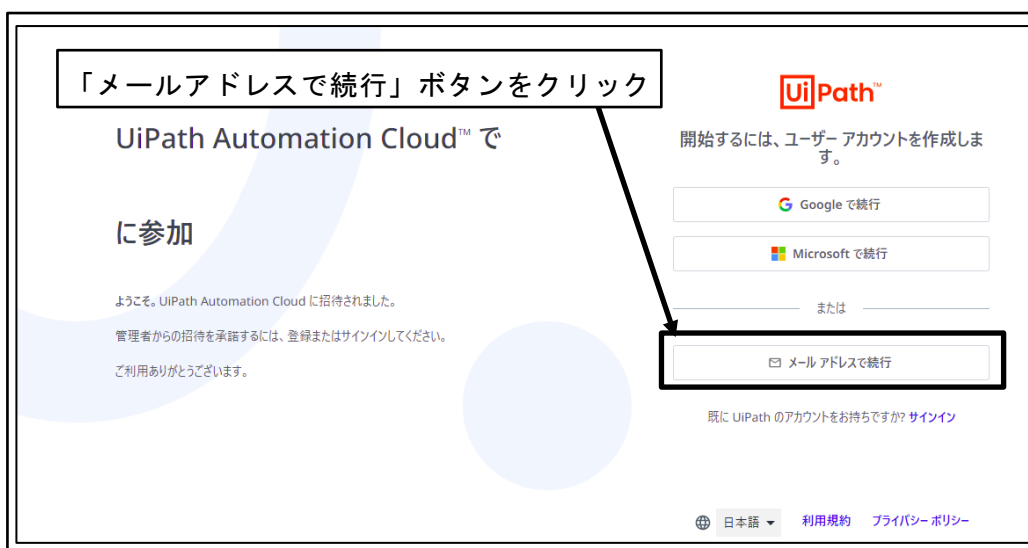 「メールアドレスで続行」ボタンをクリック
UiPath Automation Cloud™ で
に参加
ようこそ。UiPath Automation Cloud に招待されました。
管理者からの招待を承諾するには、登録またはサインインしてください。
ご利用ありがとうございます。
UiPath™
開始するには、ユーザー アカウントを作成しま
す。
Google で続行
Microsoft で続行
または
メール アドレスで続行
既に UiPath のアカウントをお持ちですか? サインイン
日本語 利用規約 プライバシー ポリシー